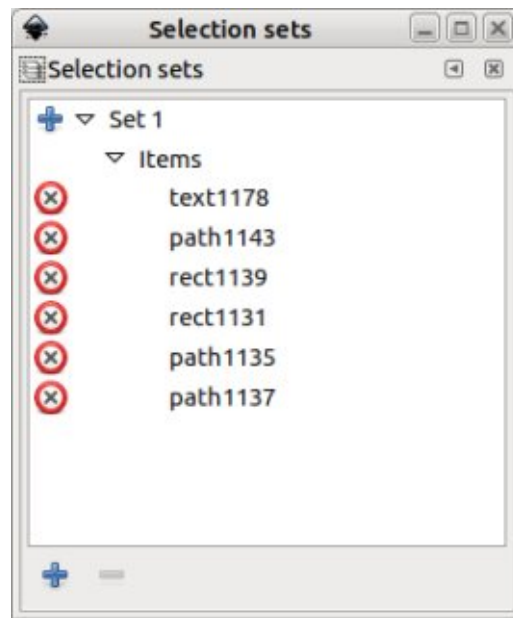 Selection sets
Selection sets
Set 1
Items
text1178
path1143
rect1139
rect1131
path1135
path1137